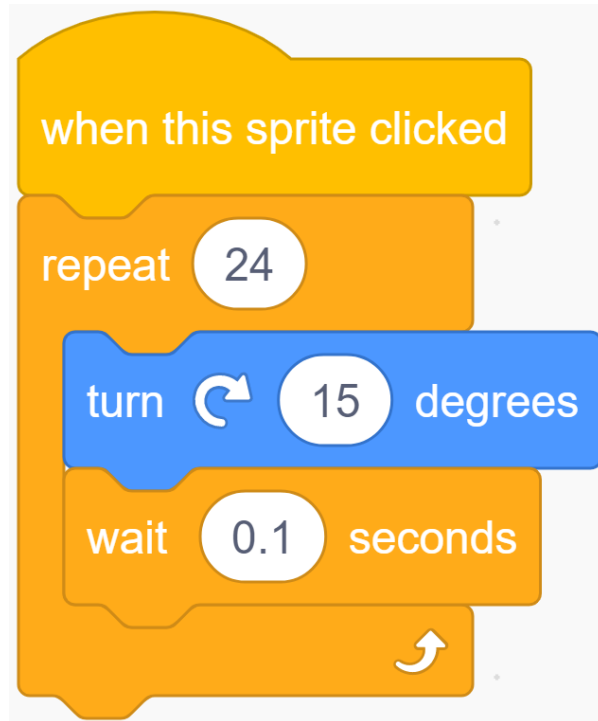 when this sprite clicked
repeat 24
turn 15 degrees
wait 0.1 seconds